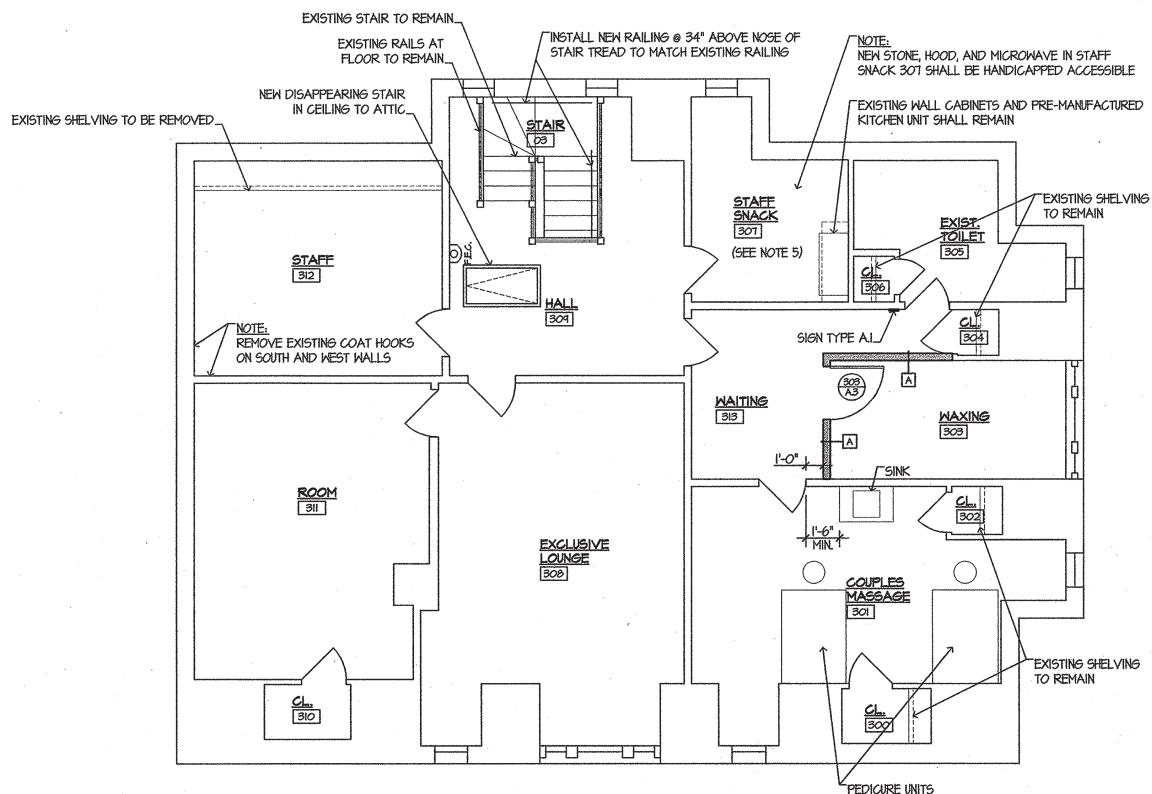 EXISTING STAIR TO REMAIN
INSTALL NEW RAILING @ 34" ABOVE NOSE OF
STAIR TREAD TO MATCH EXISTING RAILING
EXISTING RAILS AT
FLOOR TO REMAIN
NOTE:
NEW STONE, HOOD, AND MICROWAVE IN STAFF
SNACK 307 SHALL BE HANDICAPPED ACCESSIBLE
NEW DISAPPEARING STAIR
IN CEILING TO ATTIC
EXISTING WALL CABINETS AND PRE-MANUFACTURED
KITCHEN UNIT SHALL REMAIN
EXISTING SHELVING TO BE REMOVED
STAIR
03
STAFF
SNACK
307
(SEE NOTE 5)
EXISTING SHELVING
TO REMAIN
EXIST.
TOILET
305
STAFF
312
F.E.C.
CL.
306
HALL
309
NOTE:
REMOVE EXISTING COAT HOOKS
ON SOUTH AND WEST WALLS
SIGN TYPE A.1
CL.
304
303
A3
A
WAITING
313
WAXING
303
A
1'-0"
SINK
ROOM
311
CL.
302
1'-6"
MIN.
EXCLUSIVE
LOUNGE
308
COUPLES
MASSAGE
301
EXISTING SHELVING
TO REMAIN
CL.
310
CL.
300
PEDICURE UNITS